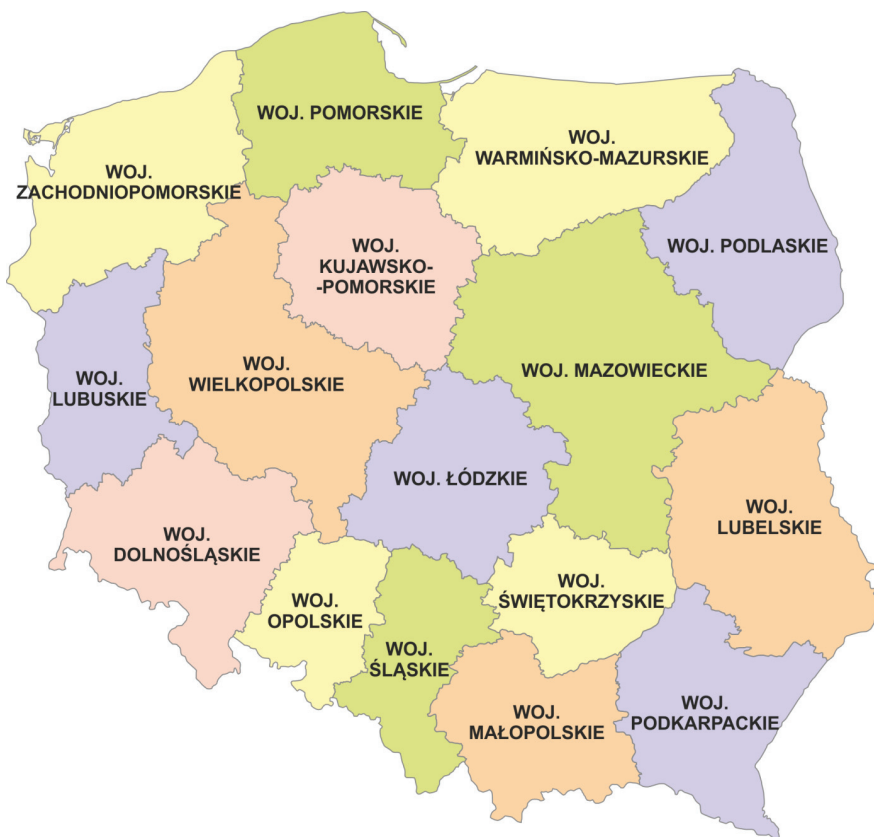 WOJ. POMORSKIE
WOJ.
WARMIŃSKO-MAZURSKIE
WOJ.
ZACHODNIOPOMORSKIE
WOJ. PODLASKIE
WOJ.
KUJAWSKO-
-POMORSKIE
WOJ.
WIELKOPOLSKIE
WOJ. MAZOWIECKIE
WOJ.
LUBUSKIE
WOJ. ŁÓDZKIE
WOJ.
LUBELSKIE
WOJ.
DOLNOŚLĄSKIE
WOJ.
OPOLSKIE
WOJ.
ŚWIĘTOKRZYSKIE
WOJ.
ŚLĄSKIE
WOJ.
MAŁOPOLSKIE
WOJ.
PODKARPACKIE